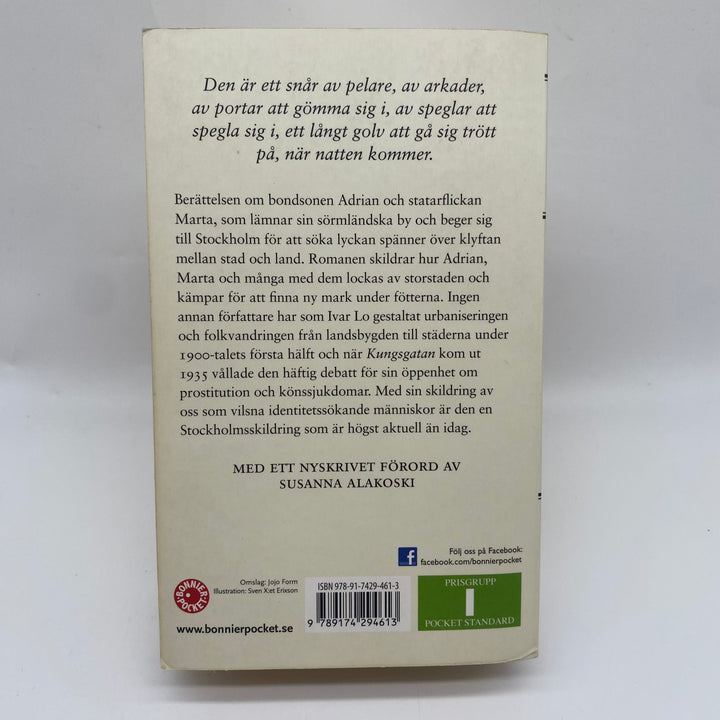 Den är ett snår av pelare, av arkader,
av portar att gömma sig i, av speglar att
spegla sig i, ett långt golv att gå sig trött
på, när natten kommer.
Berättelsen om bondsonen Adrian och statarflickan
Marta, som lämnar sin sörmländska by och beger sig
till Stockholm för att söka lyckan spänner över klyftan
mellan stad och land. Romanen skildrar hur Adrian,
Marta och många med dem lockas av storstaden och
kämpar för att finna ny mark under fötterna. Ingen
annan författare har som Ivar Lo gestaltat urbaniseringen
och folkvandringen från landsbygden till städerna under
1900-talets första hälft och när Kungsgatan kom ut
1935 vållade den häftig debatt för sin öppenhet om
prostitution och könssjukdomar. Med sin skildring av
oss som vilsna identitetssökande människor är den en
Stockholmsskildring som är högst aktuell än idag.
MED ETT NYSKRIVET FÖRORD AV
SUSANNA ALAKOSKI
f
Följ oss på Facebook:
facebook.com/bonnierpocket
BONNIER
POCKET
Omslag: Jojo Form
Illustration: Sven X:et Erixson
www.bonnierpocket.se
ISBN 978-91-7429-461-3
9 789174 294613
PRISGRUPP
I
POCKET STANDARD